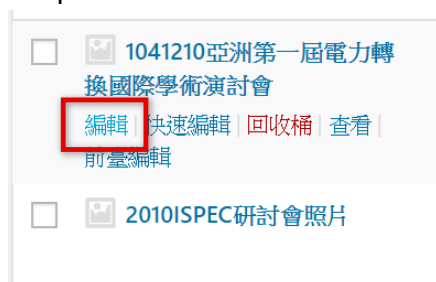 1041210亞洲第一屆電力轉
換國際學術演討會
編輯 | 快速編輯 | 回收桶 | 查看 |
前臺編輯
2010ISPEC研討會照片